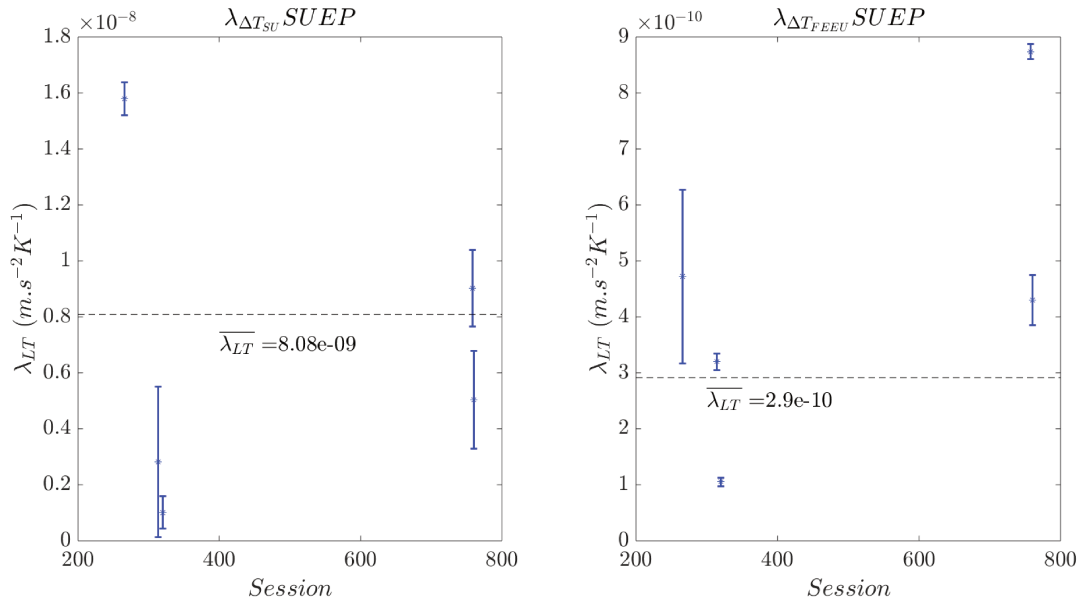 ×10⁻⁸ λ_ΔT_SU SUEP
1.8
1.6
1.4
1.2
1
0.8
0.6
0.4
0.2
0
λ_LT (m.s⁻²K⁻¹)
λ̅_LT =8.08e-09
200 400 600 800
Session
×10⁻¹⁰ λ_ΔT_FEEU SUEP
9
8
7
6
5
4
3
2
1
0
λ_LT (m.s⁻²K⁻¹)
λ̅_LT =2.9e-10
200 400 600 800
Session